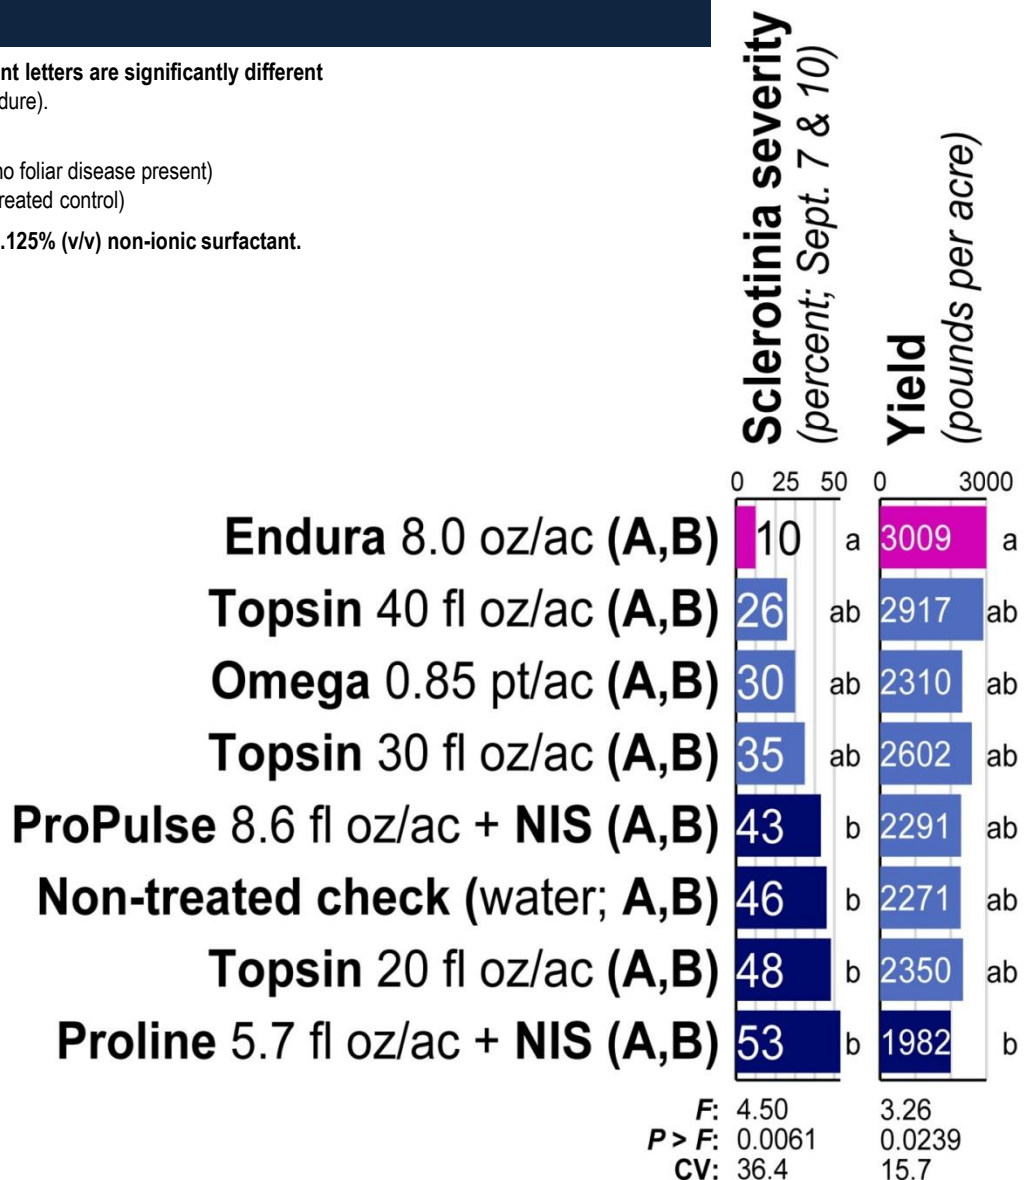 nt letters are significantly different
dure).
no foliar disease present)
reated control)
.125% (v/v) non-ionic surfactant.
Sclerotinia severity
(percent; Sept. 7 & 10)
Yield
(pounds per acre)
0 25 50 0 3000
Endura 8.0 oz/ac (A,B) 10 a 3009 a
Topsin 40 fl oz/ac (A,B) 26 ab 2917 ab
Omega 0.85 pt/ac (A,B) 30 ab 2310 ab
Topsin 30 fl oz/ac (A,B) 35 ab 2602 ab
ProPulse 8.6 fl oz/ac + NIS (A,B) 43 b 2291 ab
Non-treated check (water; A,B) 46 b 2271 ab
Topsin 20 fl oz/ac (A,B) 48 b 2350 ab
Proline 5.7 fl oz/ac + NIS (A,B) 53 b 1982 b
F: 4.50 3.26
P > F: 0.0061 0.0239
CV: 36.4 15.7